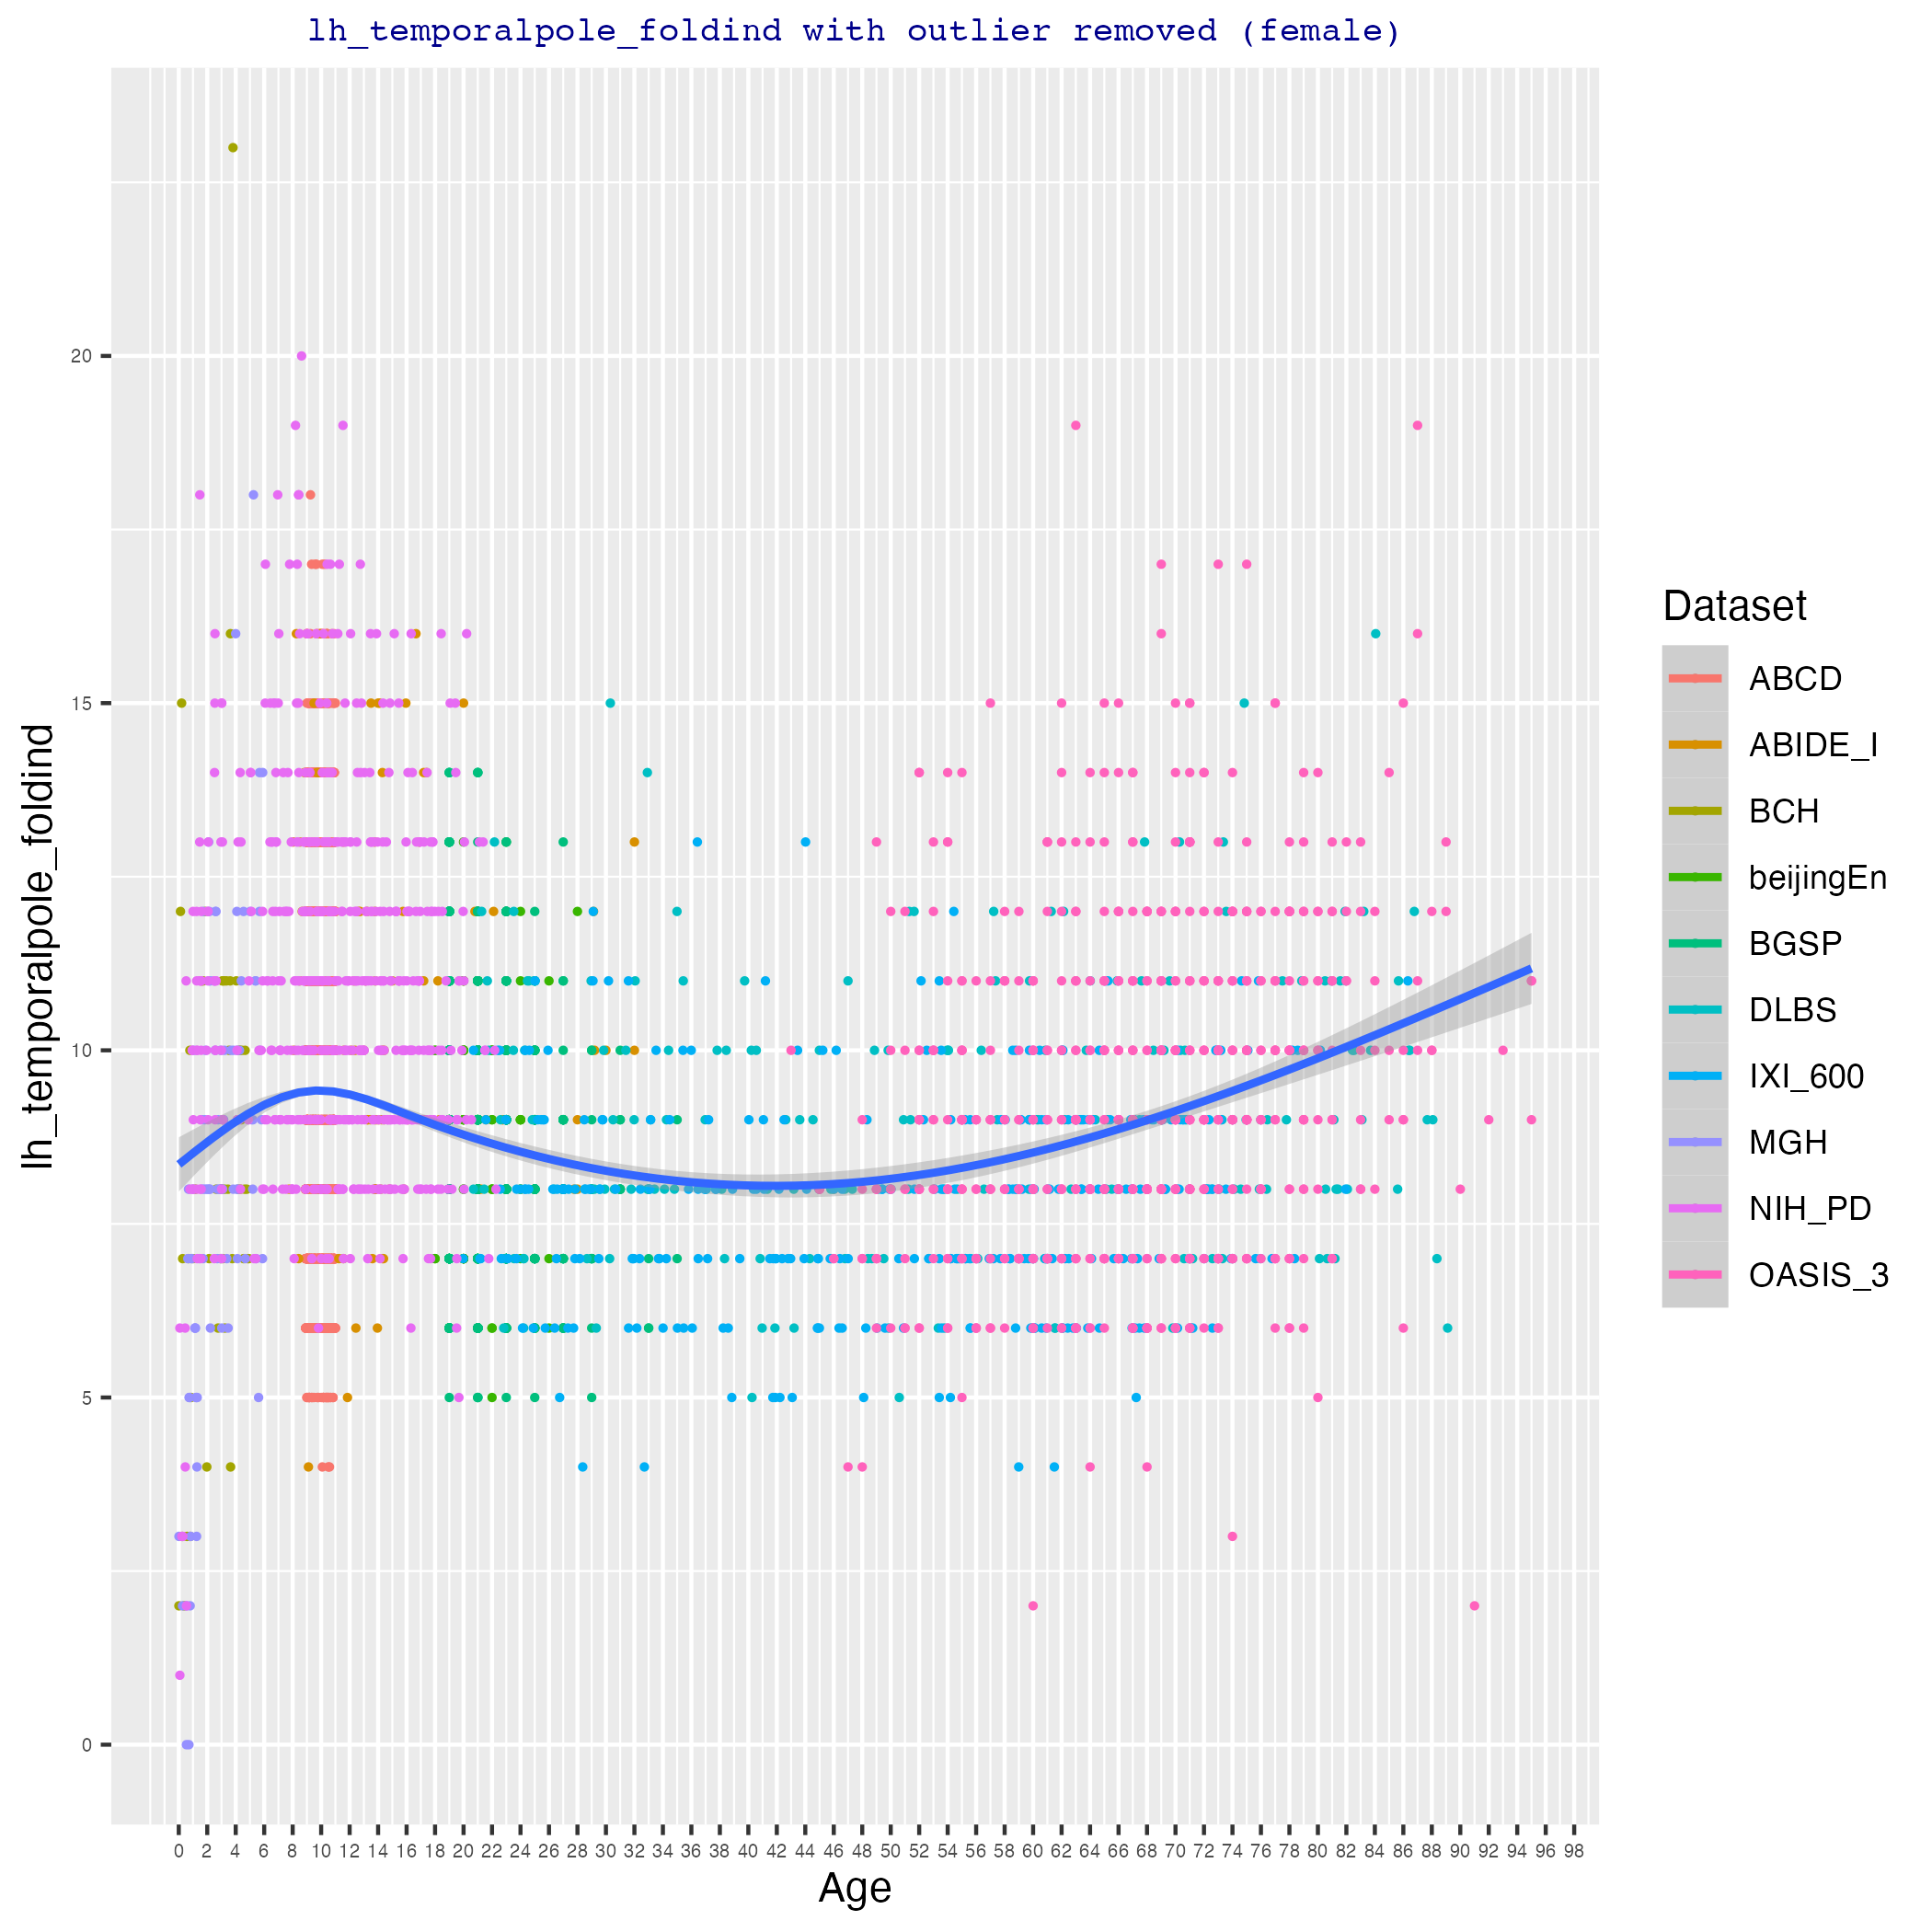 lh_temporalpole_foldind with outlier removed (female)
lh_temporalpole_foldind
20
15
10
5
0
0 2 4 6 8 10 12 14 16 18 20 22 24 26 28 30 32 34 36 38 40 42 44 46 48 50 52 54 56 58 60 62 64 66 68 70 72 74 76 78 80 82 84 86 88 90 92 94 96 98
Age
Dataset
ABCD
ABIDE_I
BCH
beijingEn
BGSP
DLBS
IXI_600
MGH
NIH_PD
OASIS_3